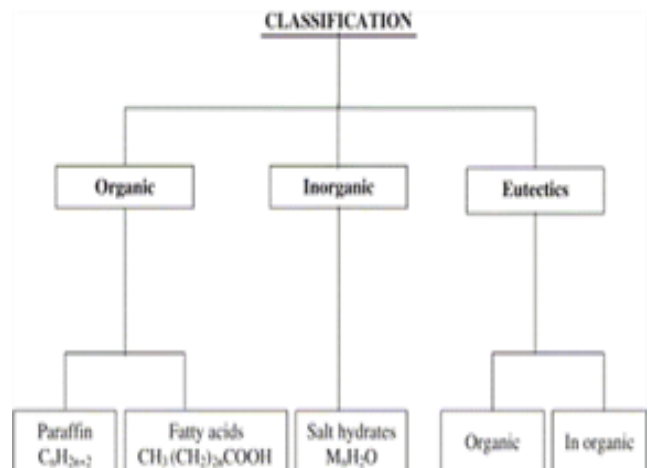 CLASSIFICATION
Organic
Inorganic
Eutectics
Paraffin
CₙH₂ₙ₊₂
Fatty acids
CH₃(CH₂)₂ₙCOOH
Salt hydrates
MₙH₂O
Organic
In organic